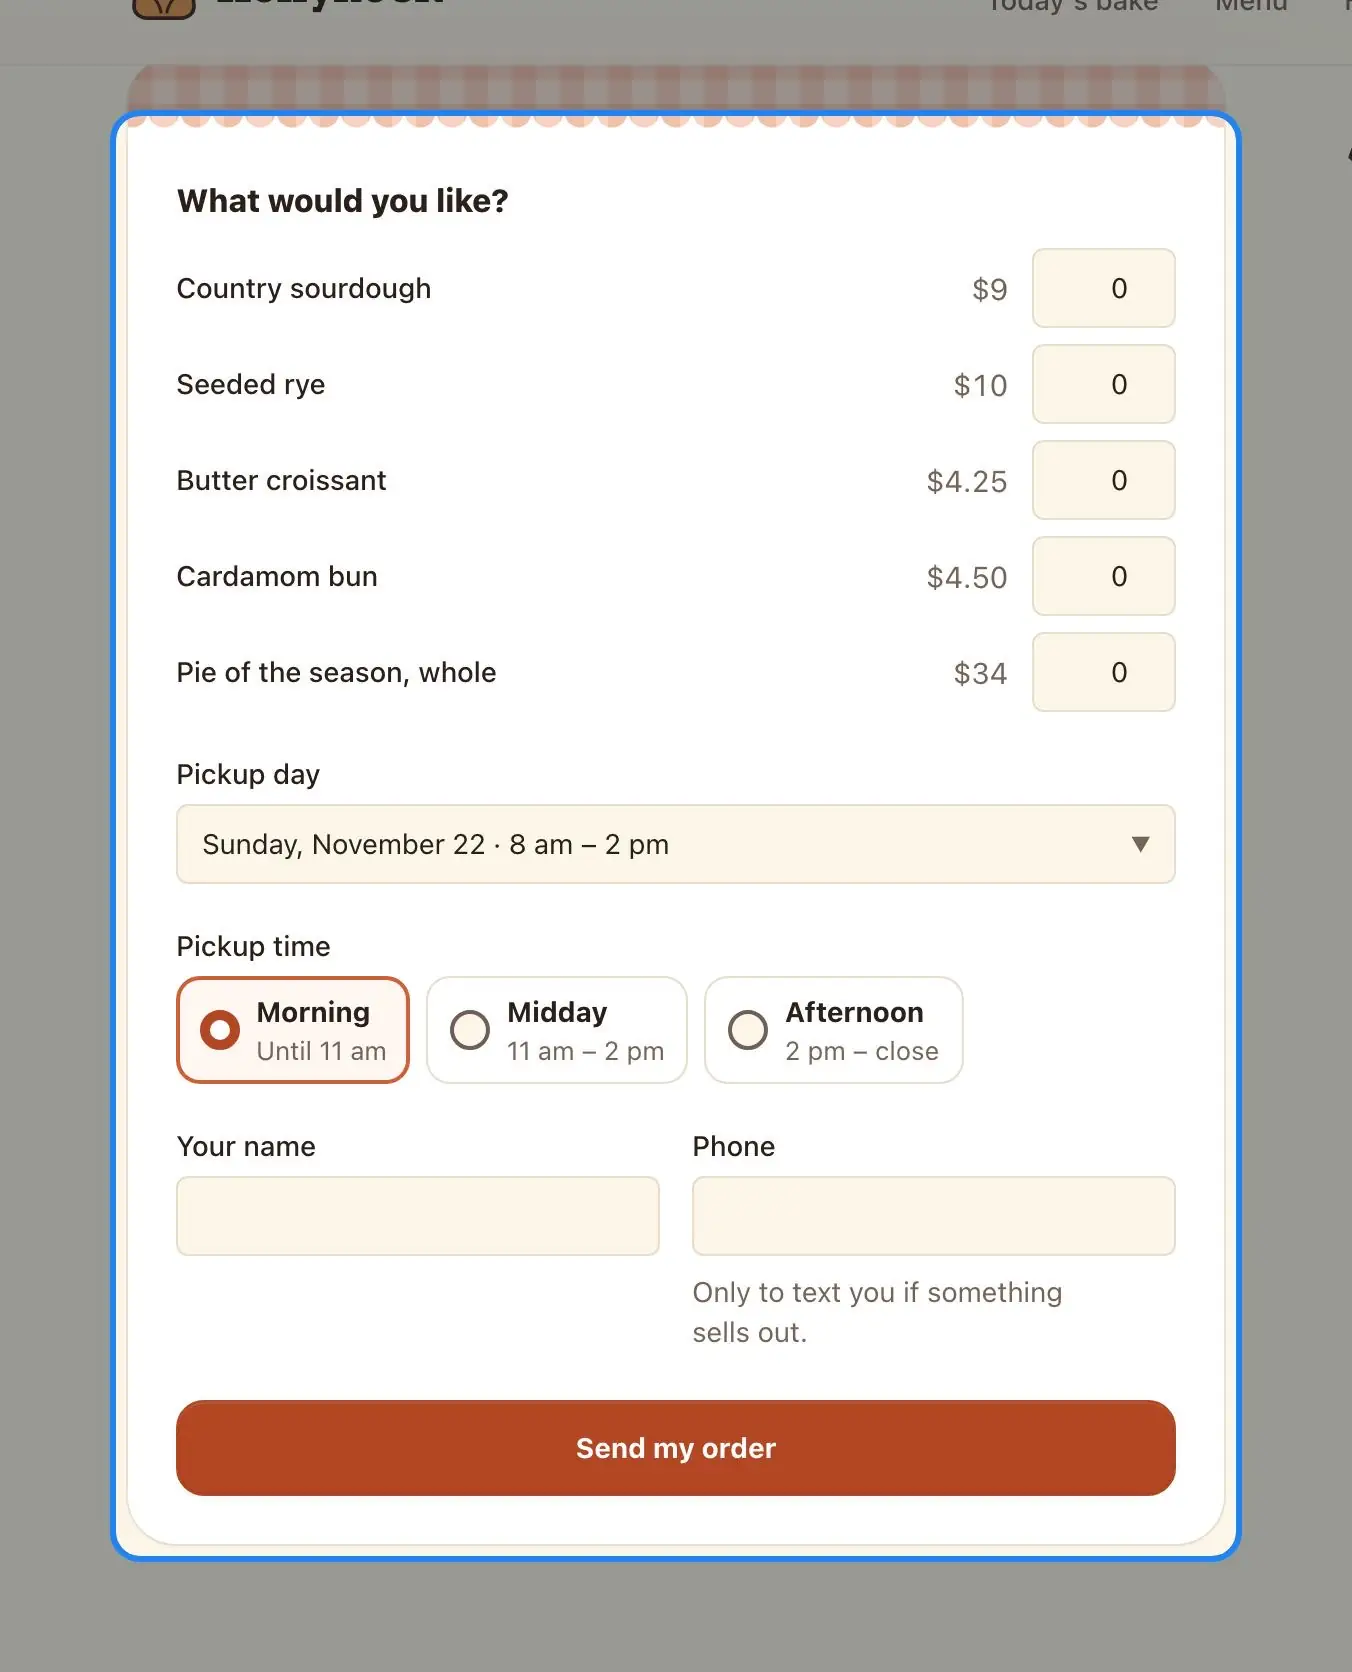 Today's bake
Menu
What would you like?
Country sourdough $9 0
Seeded rye $10 0
Butter croissant $4.25 0
Cardamom bun $4.50 0
Pie of the season, whole $34 0
Pickup day
Sunday, November 22 · 8 am – 2 pm
Pickup time
Morning
Until 11 am
Midday
11 am – 2 pm
Afternoon
2 pm – close
Your name
Phone
Only to text you if something
sells out.
Send my order